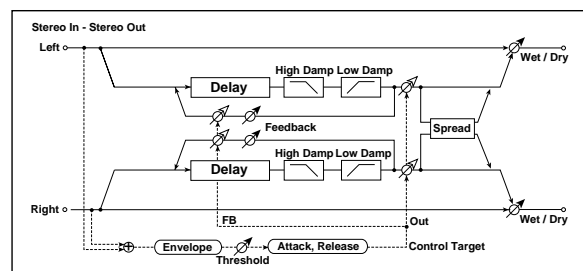 Stereo In - Stereo Out
Left
Wet / Dry
High Damp Low Damp
Delay
Feedback
Spread
High Damp Low Damp
Delay
Right
FB
Out
Wet / Dry
Envelope
Attack, Release
Control Target
Threshold